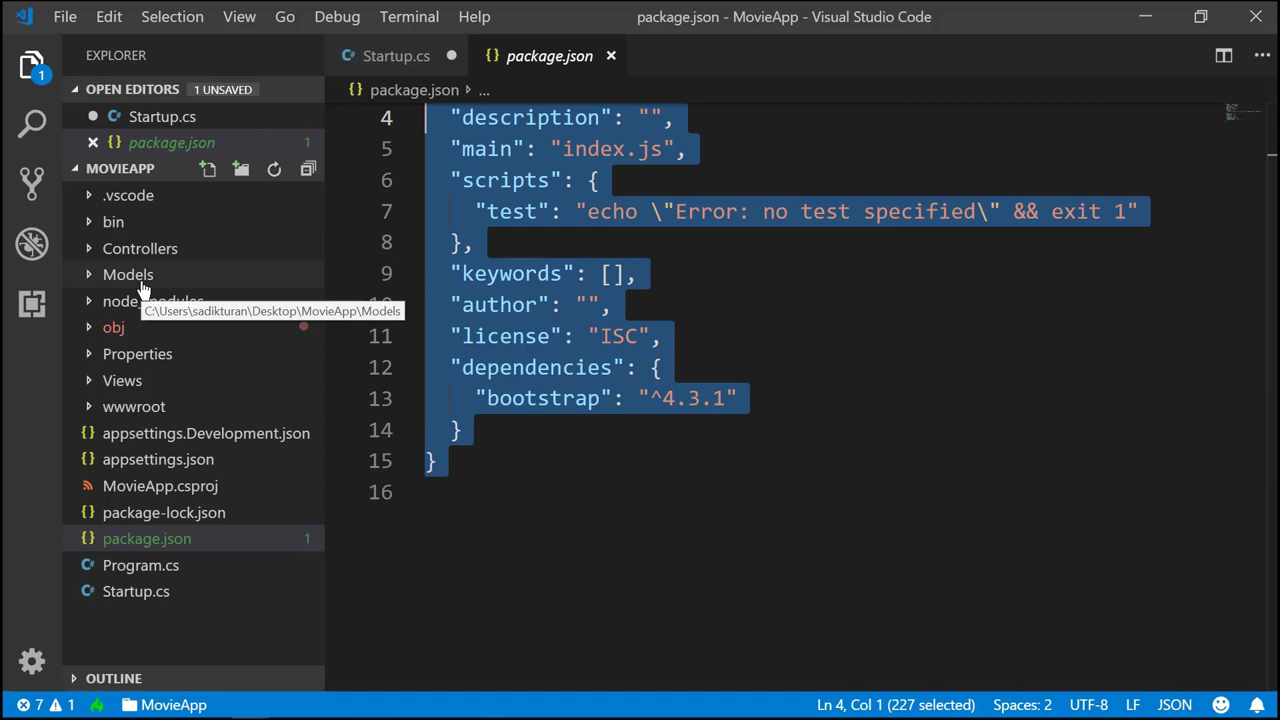 File Edit Selection View Go Debug Terminal Help package.json - MovieApp - Visual Studio Code
EXPLORER
1
OPEN EDITORS 1 UNSAVED
Startup.cs
package.json 1
MOVIEAPP
.vscode
bin
Controllers
Models
node_modules
C:\Users\sadikturan\Desktop\MovieApp\Models
obj
Properties
Views
wwwroot
appsettings.Development.json
appsettings.json
MovieApp.csproj
package-lock.json
package.json 1
Program.cs
Startup.cs
OUTLINE
Startup.cs package.json
package.json › ...
4 "description": "",
5 "main": "index.js",
6 "scripts": {
7 "test": "echo \"Error: no test specified\" && exit 1"
8 },
9 "keywords": [],
10 "author": "",
11 "license": "ISC",
12 "dependencies": {
13 "bootstrap": "^4.3.1"
14 }
15 }
16
7 1 MovieApp Ln 4, Col 1 (227 selected) Spaces: 2 UTF-8 LF JSON